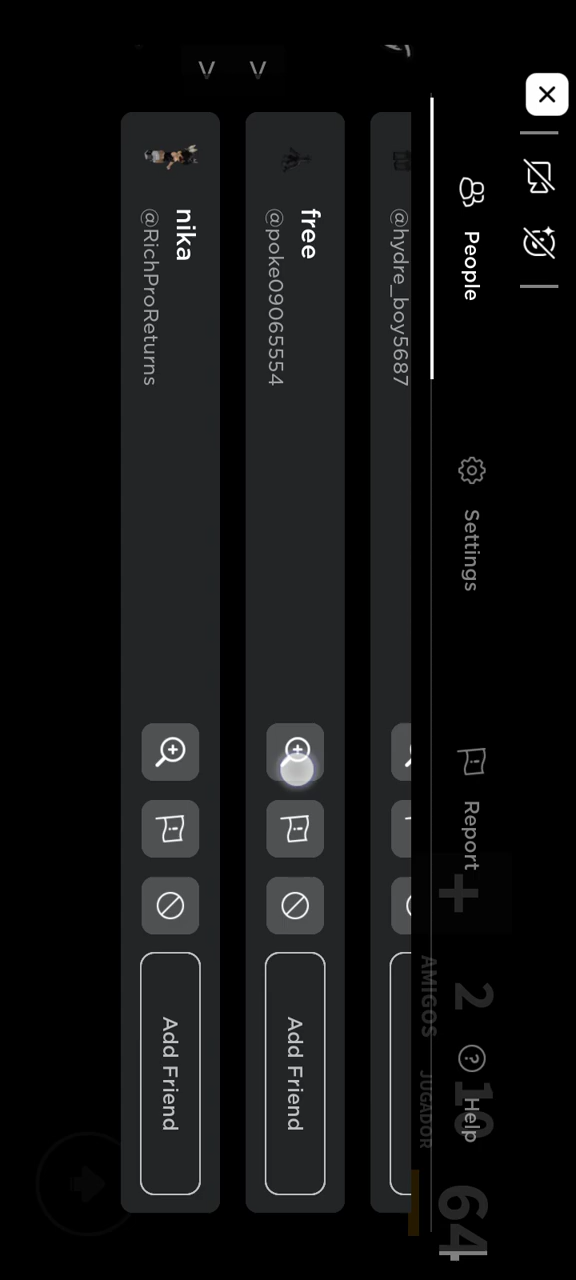 People
Settings
Report
Help
@hydre_boy5687
free
@poke09065554
Add Friend
nika
@RichProReturns
Add Friend
+
2
10
64
AMIGOS
JUGADOR